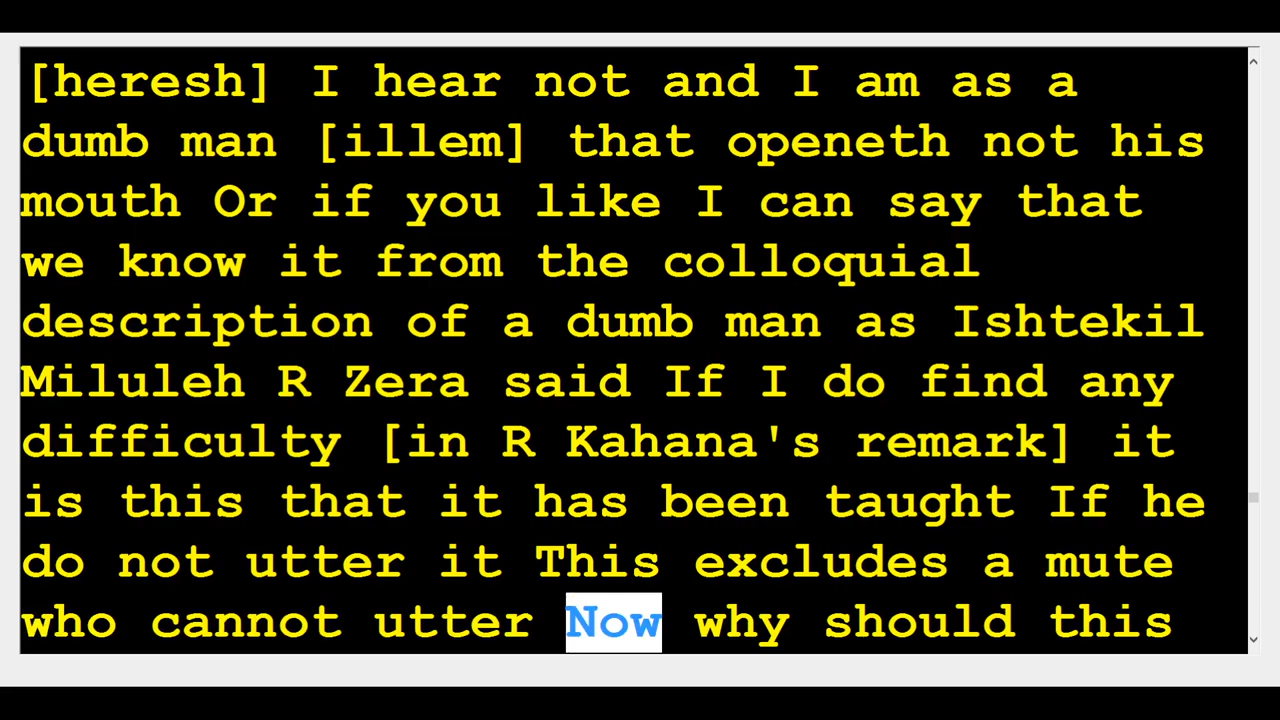 [heresh] I hear not and I am as a
dumb man [illem] that openeth not his
mouth Or if you like I can say that
we know it from the colloquial
description of a dumb man as Ishtekil
Miluleh R Zera said If I do find any
difficulty [in R Kahana's remark] it
is this that it has been taught If he
do not utter it This excludes a mute
who cannot utter Now why should this